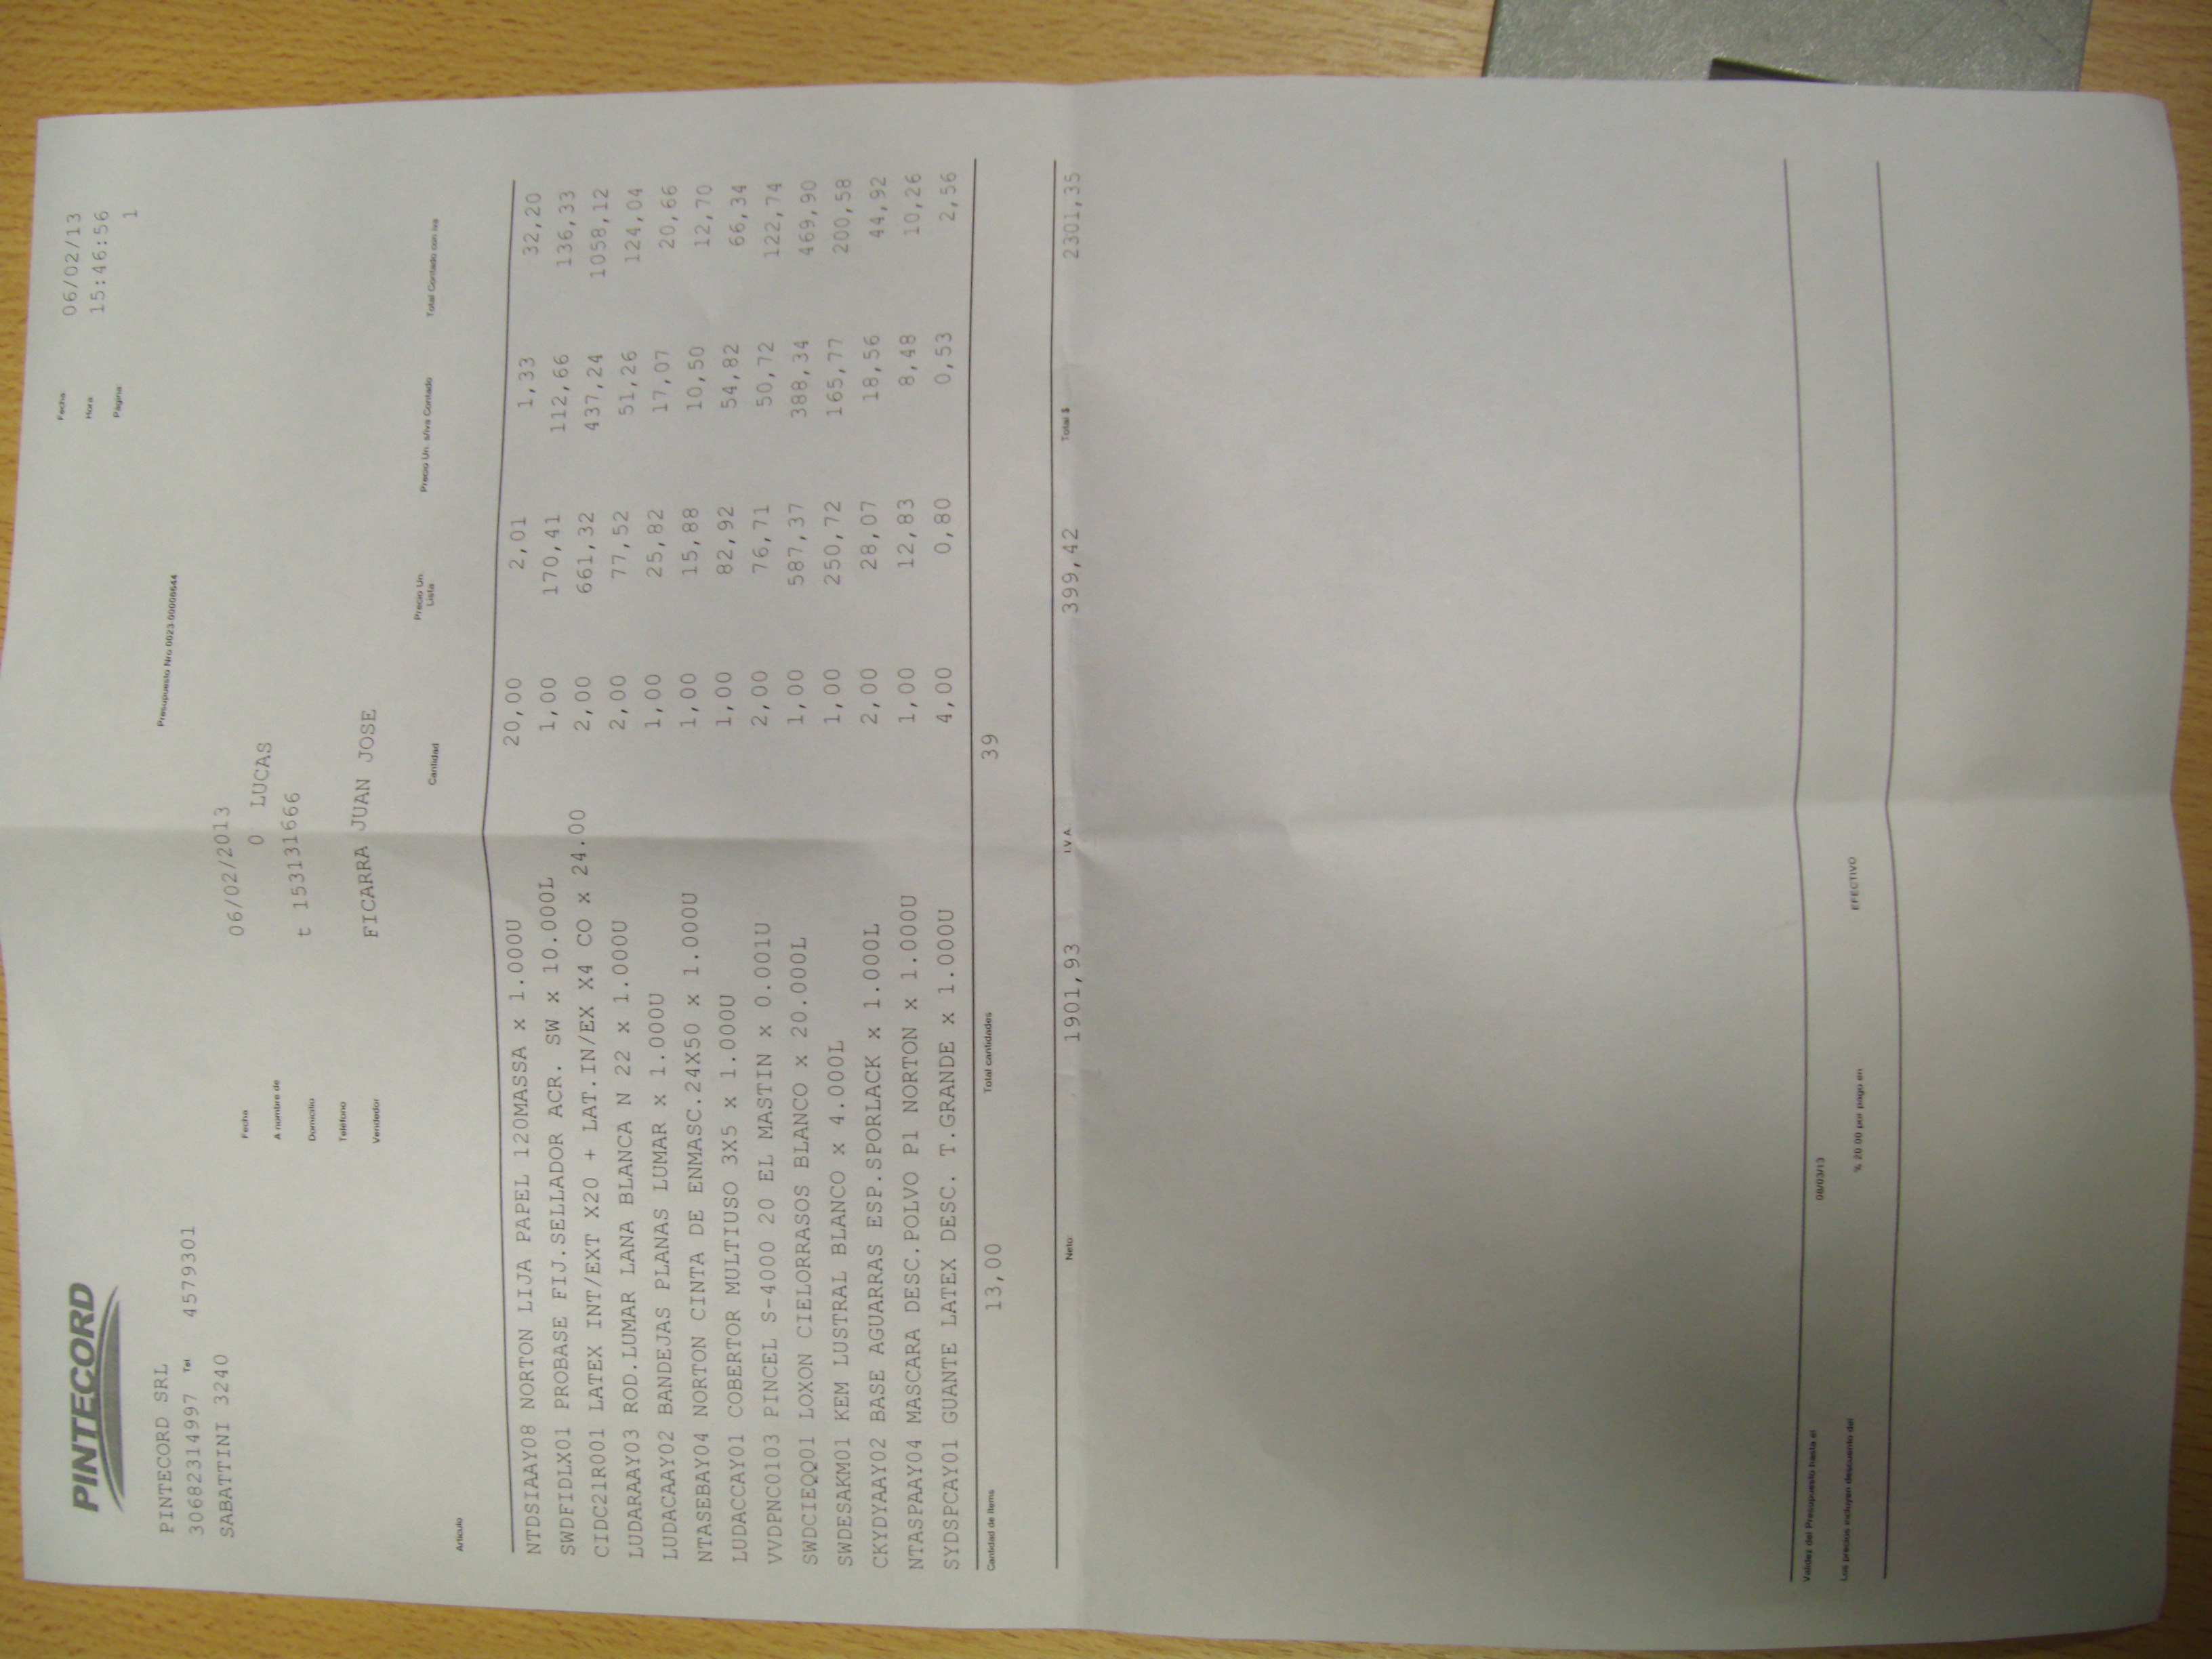 PINTECORD
Fecha 06/02/13
Hora: 15:46:56
Página 1
PINTECORD SRL
30682314997 Tel. 4579301
SABATTINI 3240
Presupuesto Nro 0023-00006644
Fecha 06/02/2013
A nombre de 0 LUCAS
Domicilio t 153131666
Teléfono
Vendedor FICARRA JUAN JOSE
Artículo Cantidad Precio Un. Lista Precio Un. s/iva Contado Total Contado con iva
NTDSIAAY08 NORTON LIJA PAPEL 120MASSA x 1.000U 20,00 2,01 1,33 32,20
SWDFIDLX01 PROBASE FIJ.SELLADOR ACR. SW x 10.000L 1,00 170,41 112,66 136,33
CIDC21R001 LATEX INT/EXT X20 + LAT.IN/EX X4 CO x 24.00 2,00 661,32 437,24 1058,12
LUDARAAY03 ROD.LUMAR LANA BLANCA N 22 x 1.000U 2,00 77,52 51,26 124,04
LUDACAAY02 BANDEJAS PLANAS LUMAR x 1.000U 1,00 25,82 17,07 20,66
NTASEBAY04 NORTON CINTA DE ENMASC.24X50 x 1.000U 1,00 15,88 10,50 12,70
LUDACCAY01 COBERTOR MULTIUSO 3X5 x 1.000U 1,00 82,92 54,82 66,34
VVDPNC0103 PINCEL S-4000 20 EL MASTIN x 0.001U 2,00 76,71 50,72 122,74
SWDCIEQQ01 LOXON CIELORRASOS BLANCO x 20.000L 1,00 587,37 388,34 469,90
SWDESAKM01 KEM LUSTRAL BLANCO x 4.000L 1,00 250,72 165,77 200,58
CKYDYAAY02 BASE AGUARRAS ESP.SPORLACK x 1.000L 2,00 28,07 18,56 44,92
NTASPAAY04 MASCARA DESC.POLVO P1 NORTON x 1.000U 1,00 12,83 8,48 10,26
SYDSPCAY01 GUANTE LATEX DESC. T.GRANDE x 1.000U 4,00 0,80 0,53 2,56
Cantidad de Items 13,00 Total cantidades 39
Neto: 1901,93 I.V.A. 399,42 Total $ 2301,35
Validez del Presupuesto hasta el 08/03/13
Los precios incluyen descuento del % 20.00 por pago en EFECTIVO